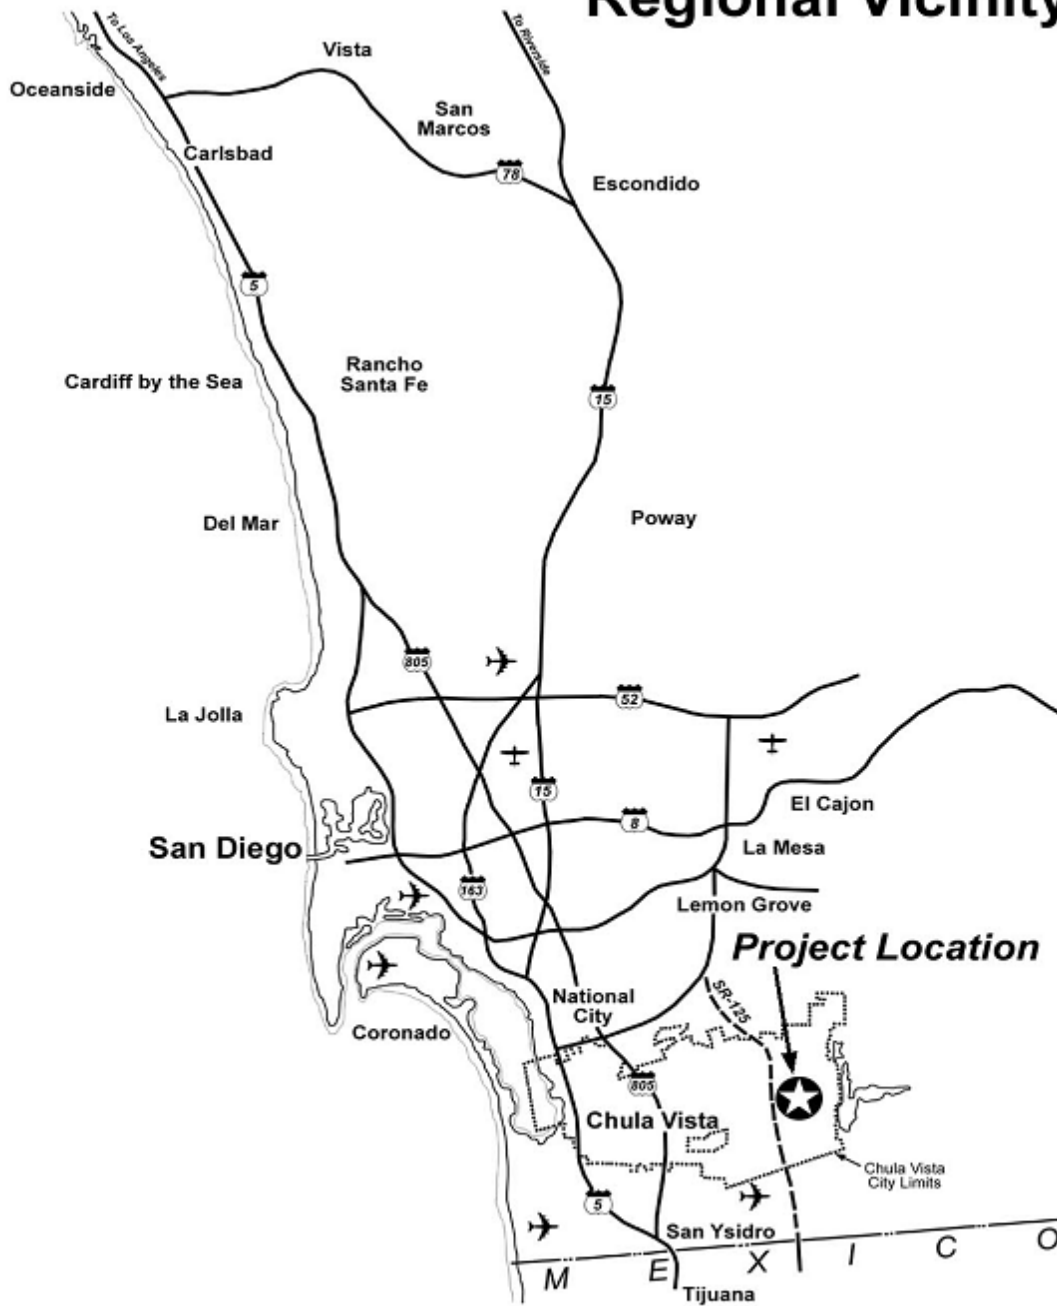 Regional Vicinity
To Los Angeles
To Riverside
Vista
Oceanside
San
Marcos
Carlsbad
78
Escondido
5
Rancho
Santa Fe
Cardiff by the Sea
15
Del Mar
Poway
805
52
La Jolla
15
El Cajon
8
San Diego
La Mesa
163
Lemon Grove
Project Location
SR-125
National
City
Coronado
805
Chula Vista
Chula Vista
City Limits
5
San Ysidro
M E X I C O
Tijuana